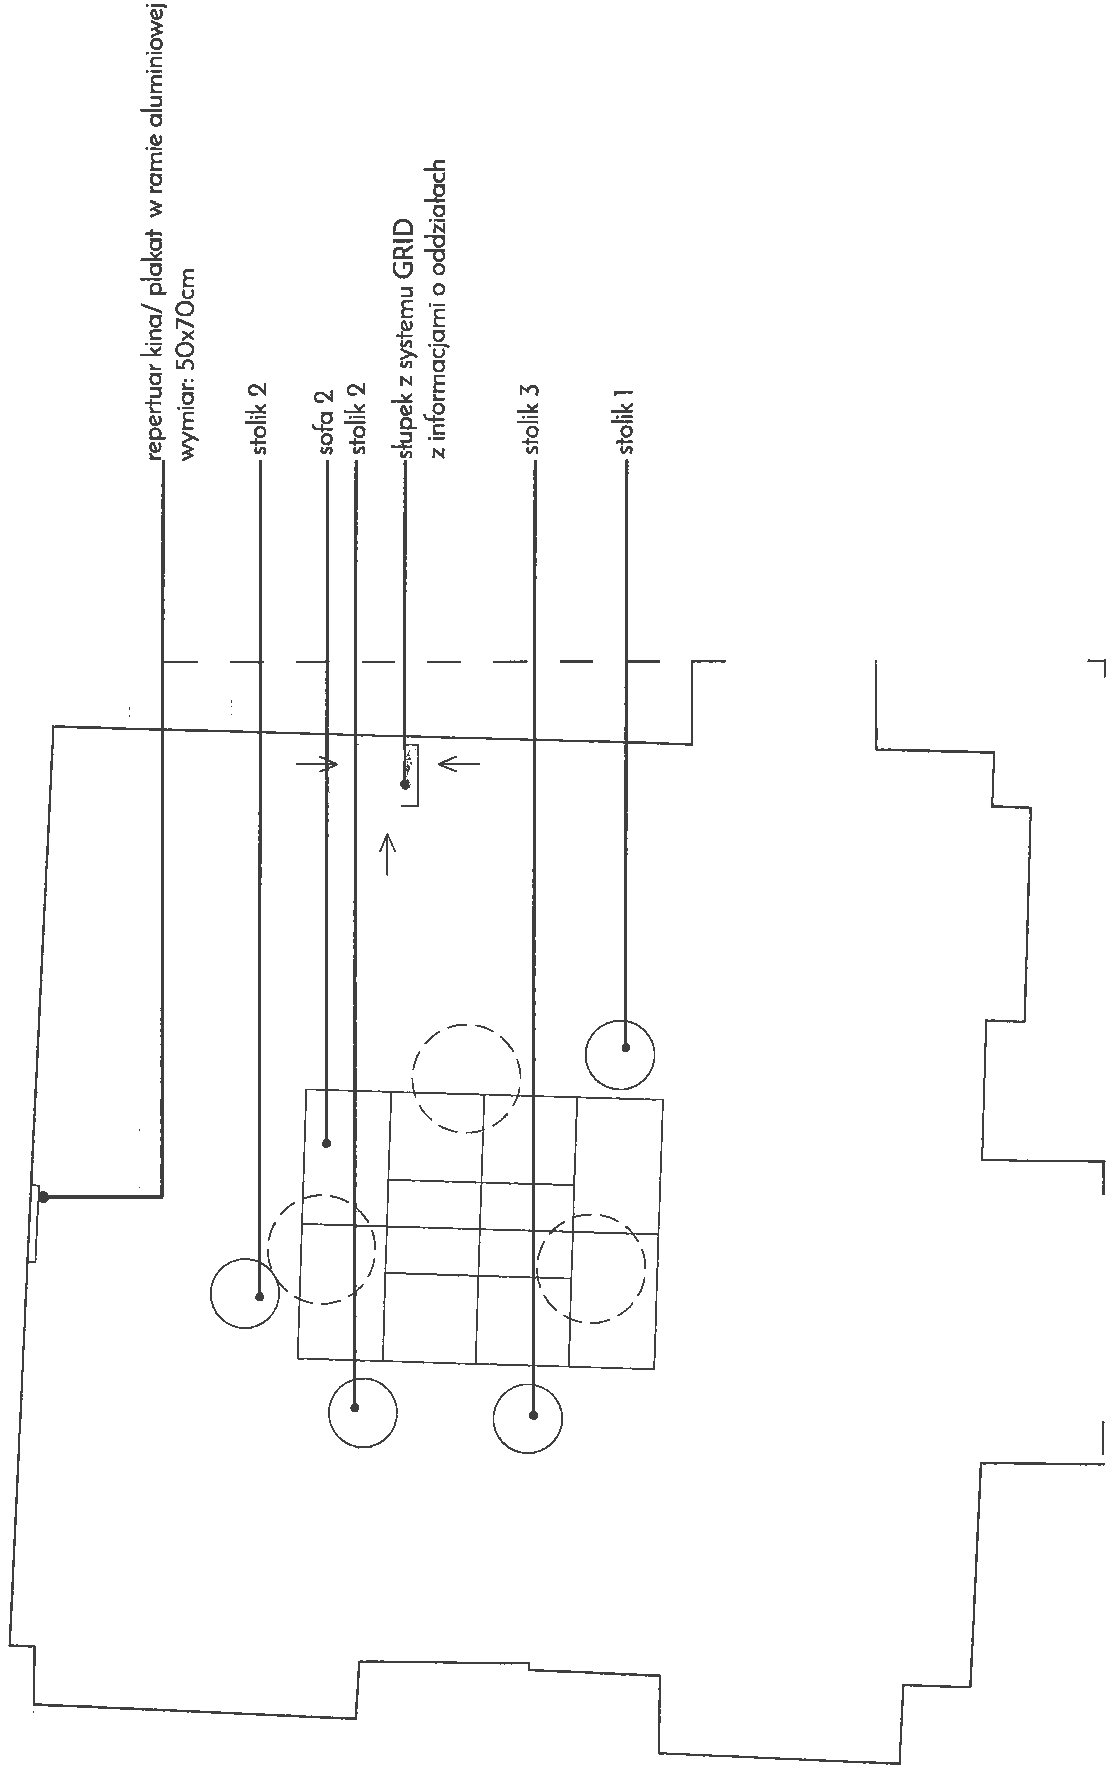 repertuar kina/ plakat w ramie aluminiowej
wymiar: 50x70cm
stolik 2
sofa 2
stolik 2
słupek z systemu GRID
z informacjami o oddziałach
stolik 3
stolik 1